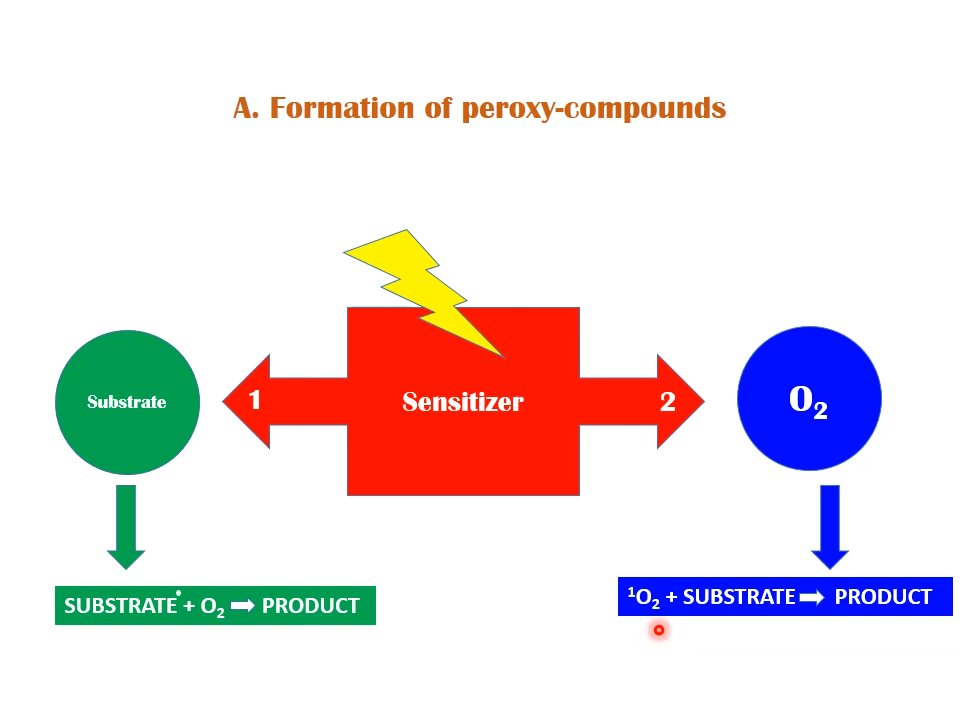 A. Formation of peroxy-compounds
Substrate
1
Sensitizer
2
O₂
SUBSTRATE• + O₂ ➡ PRODUCT
¹O₂ + SUBSTRATE ➡ PRODUCT